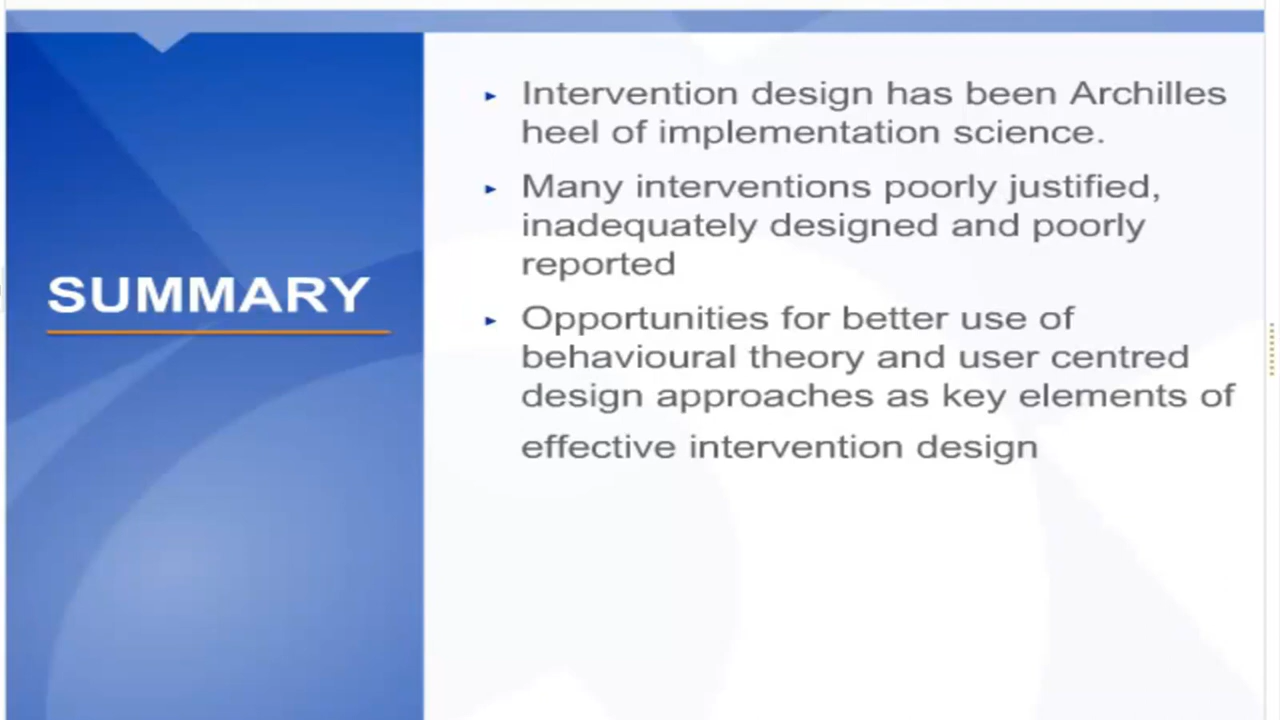 SUMMARY
Intervention design has been Archilles
heel of implementation science.
Many interventions poorly justified,
inadequately designed and poorly
reported
Opportunities for better use of
behavioural theory and user centred
design approaches as key elements of
effective intervention design